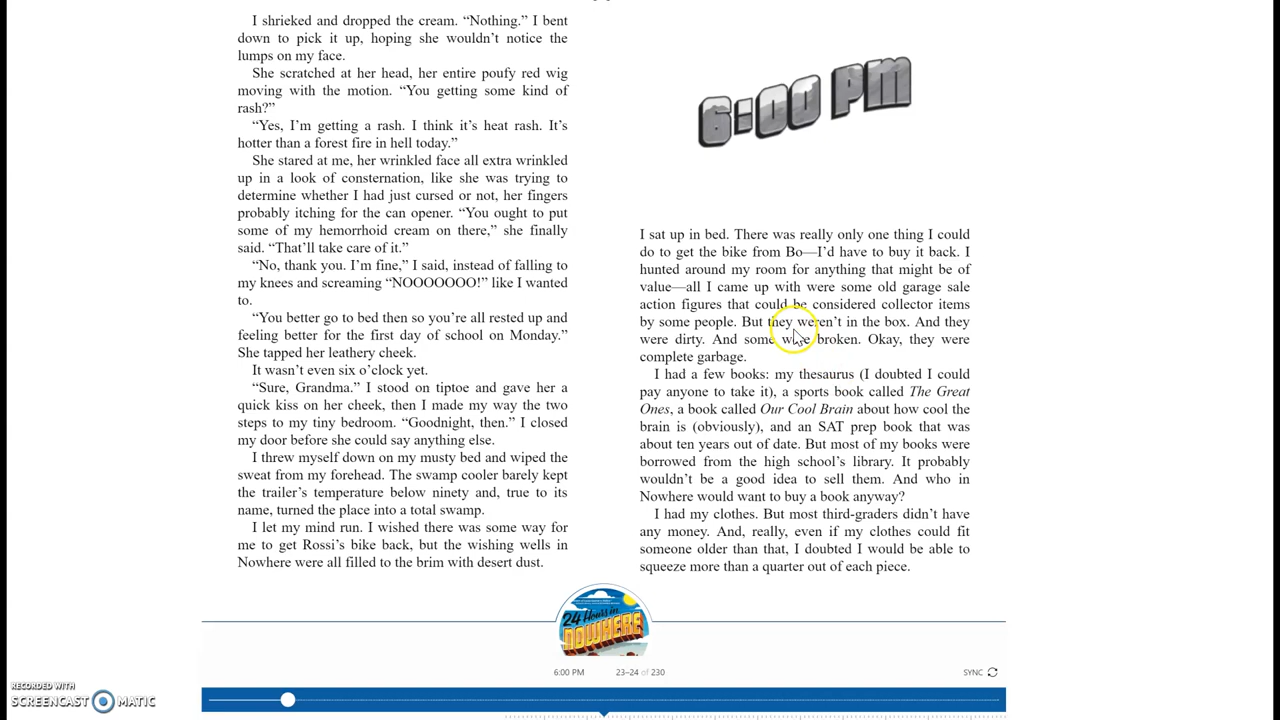 I shrieked and dropped the cream. “Nothing.” I bent
down to pick it up, hoping she wouldn’t notice the
lumps on my face.
She scratched at her head, her entire poufy red wig
moving with the motion. “You getting some kind of
rash?”
“Yes, I’m getting a rash. I think it’s heat rash. It’s
hotter than a forest fire in hell today.”
She stared at me, her wrinkled face all extra wrinkled
up in a look of consternation, like she was trying to
determine whether I had just cursed or not, her fingers
probably itching for the can opener. “You ought to put
some of my hemorrhoid cream on there,” she finally
said. “That’ll take care of it.”
“No, thank you. I’m fine,” I said, instead of falling to
my knees and screaming “NOOOOOOO!” like I wanted
to.
“You better go to bed then so you’re all rested up and
feeling better for the first day of school on Monday.”
She tapped her leathery cheek.
It wasn’t even six o’clock yet.
“Sure, Grandma.” I stood on tiptoe and gave her a
quick kiss on her cheek, then I made my way the two
steps to my tiny bedroom. “Goodnight, then.” I closed
my door before she could say anything else.
I threw myself down on my musty bed and wiped the
sweat from my forehead. The swamp cooler barely kept
the trailer’s temperature below ninety and, true to its
name, turned the place into a total swamp.
I let my mind run. I wished there was some way for
me to get Rossi’s bike back, but the wishing wells in
Nowhere were all filled to the brim with desert dust.
6:00 PM
I sat up in bed. There was really only one thing I could
do to get the bike from Bo—I’d have to buy it back. I
hunted around my room for anything that might be of
value—all I came up with were some old garage sale
action figures that could be considered collector items
by some people. But they weren’t in the box. And they
were dirty. And some were broken. Okay, they were
complete garbage.
I had a few books: my thesaurus (I doubted I could
pay anyone to take it), a sports book called The Great
Ones, a book called Our Cool Brain about how cool the
brain is (obviously), and an SAT prep book that was
about ten years out of date. But most of my books were
borrowed from the high school’s library. It probably
wouldn’t be a good idea to sell them. And who in
Nowhere would want to buy a book anyway?
I had my clothes. But most third-graders didn’t have
any money. And, really, even if my clothes could fit
someone older than that, I doubted I would be able to
squeeze more than a quarter out of each piece.
24 Hours in
NOWHERE
6:00 PM 23–24 of 230
SYNC
RECORDED WITH
SCREENCAST MATIC